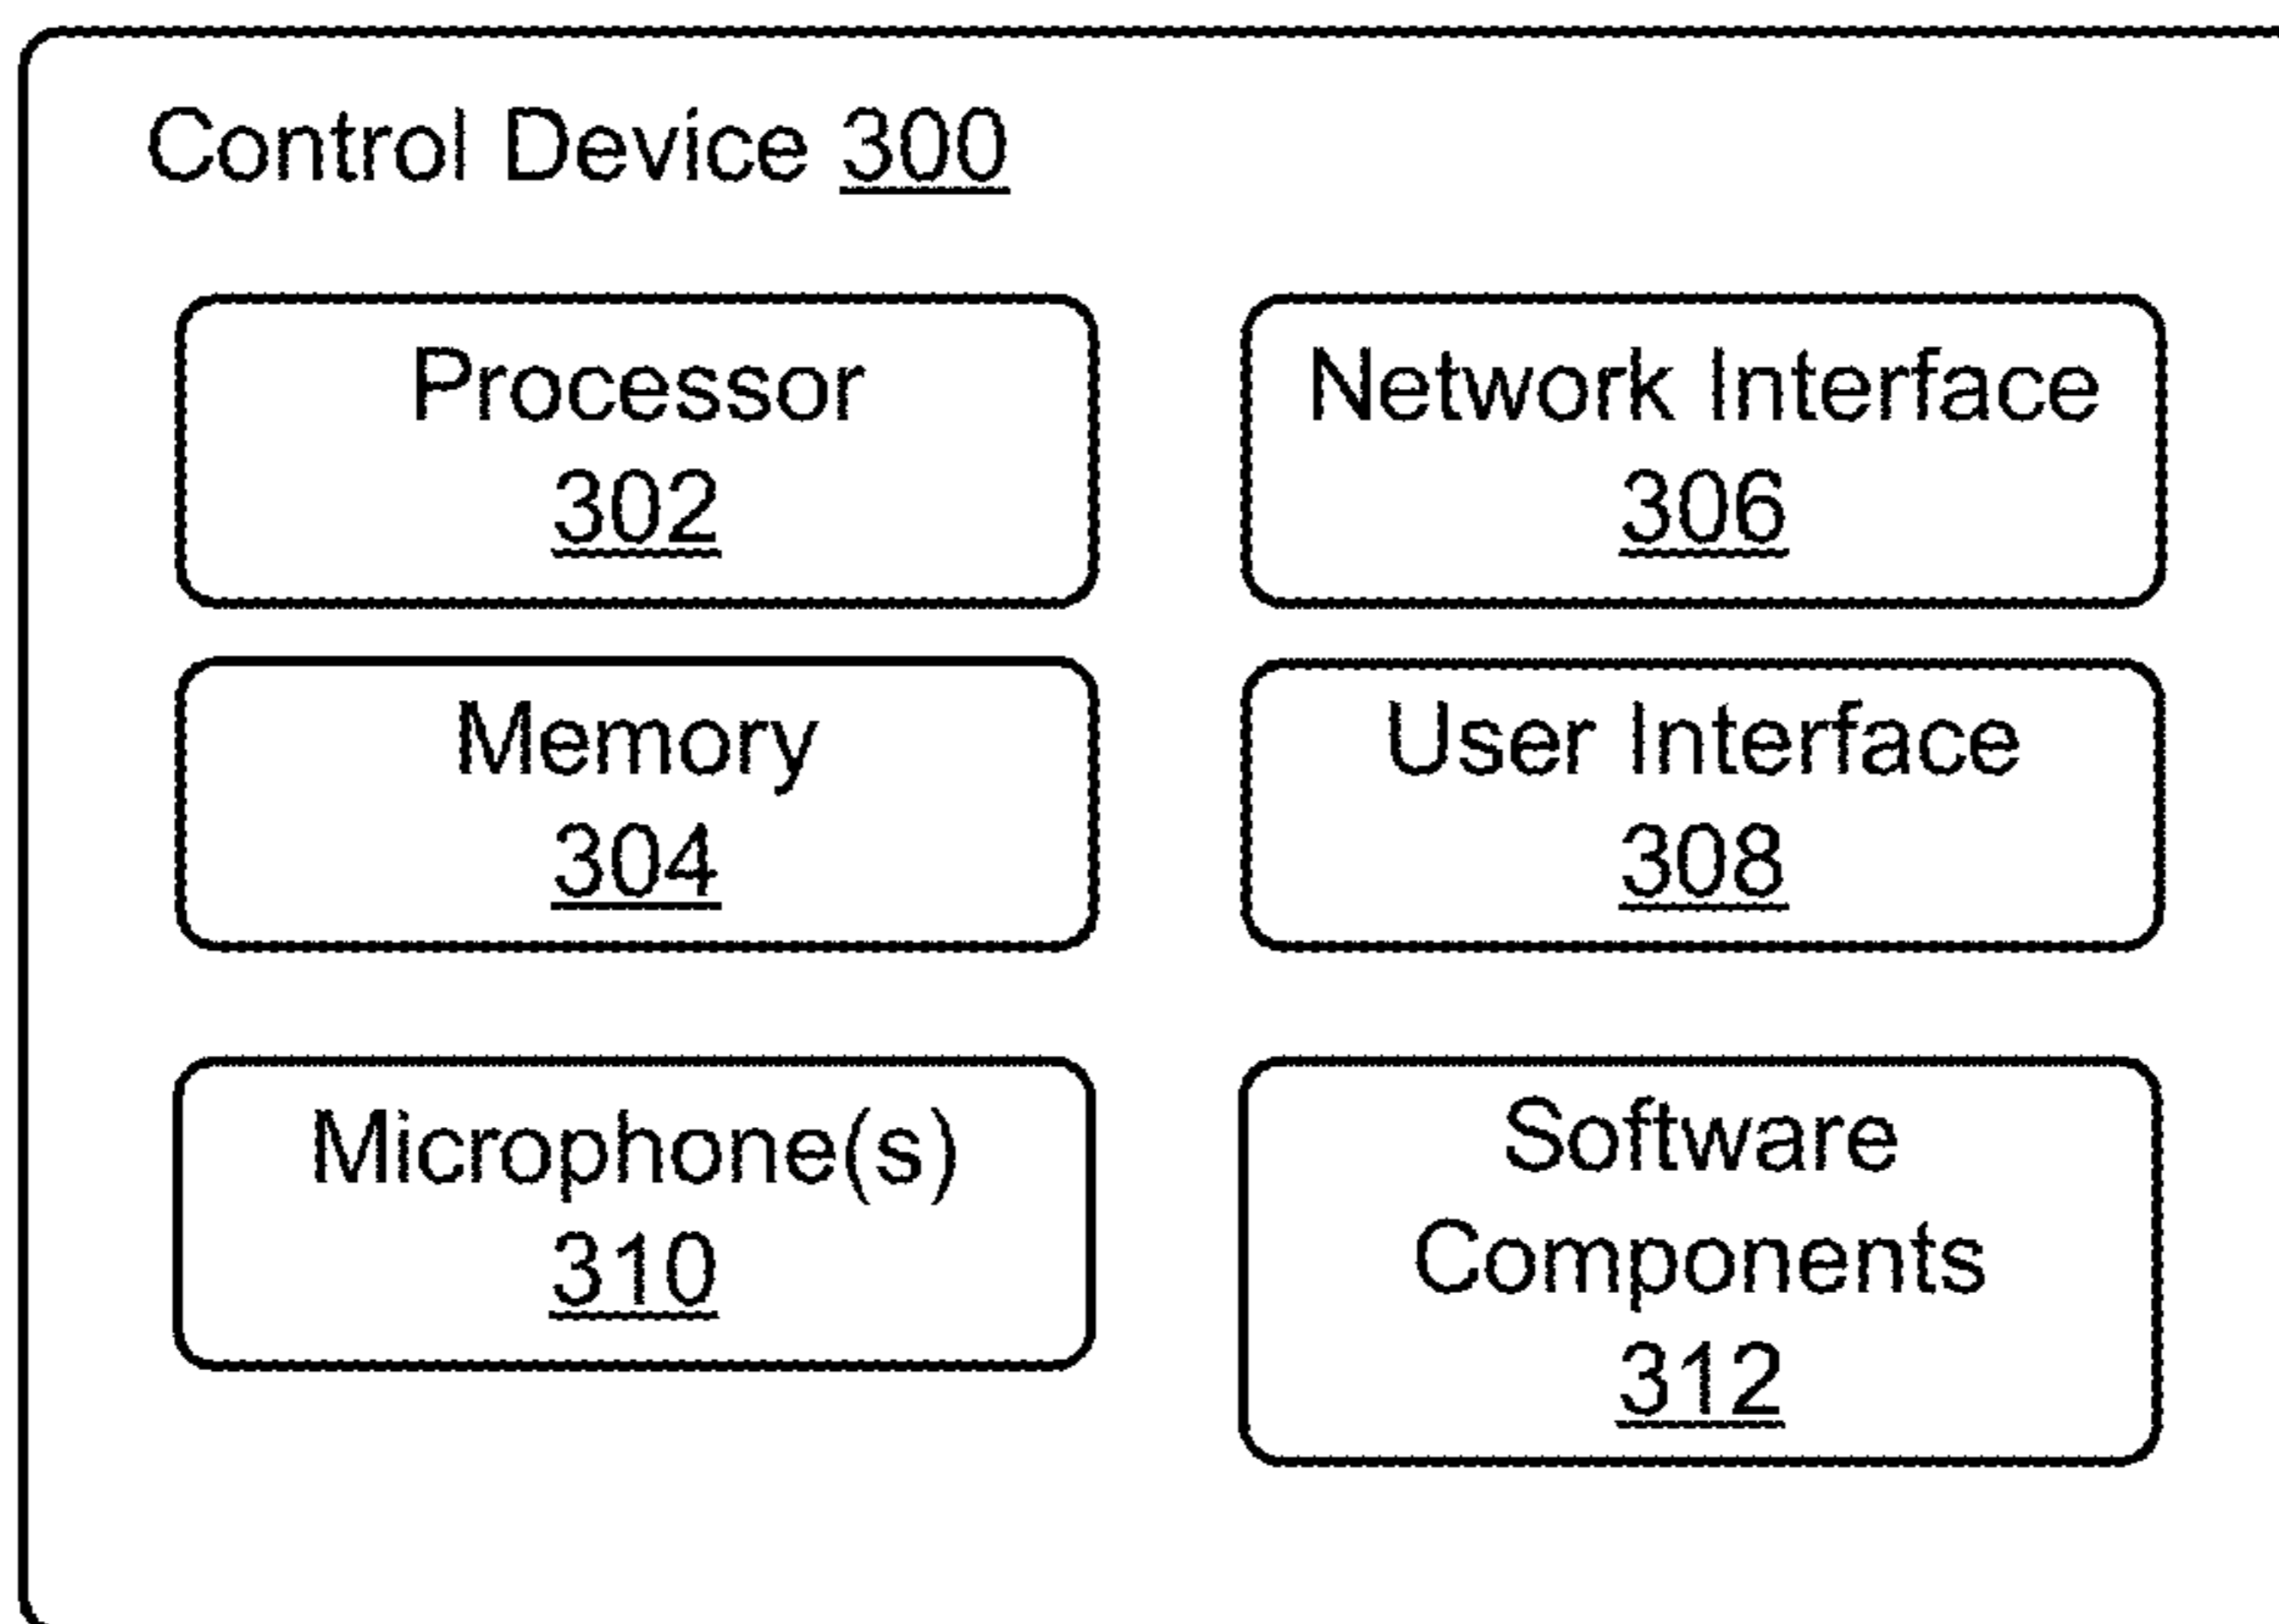 Control Device 300
Processor
302
Network Interface
306
Memory
304
User Interface
308
Microphone(s)
310
Software
Components
312